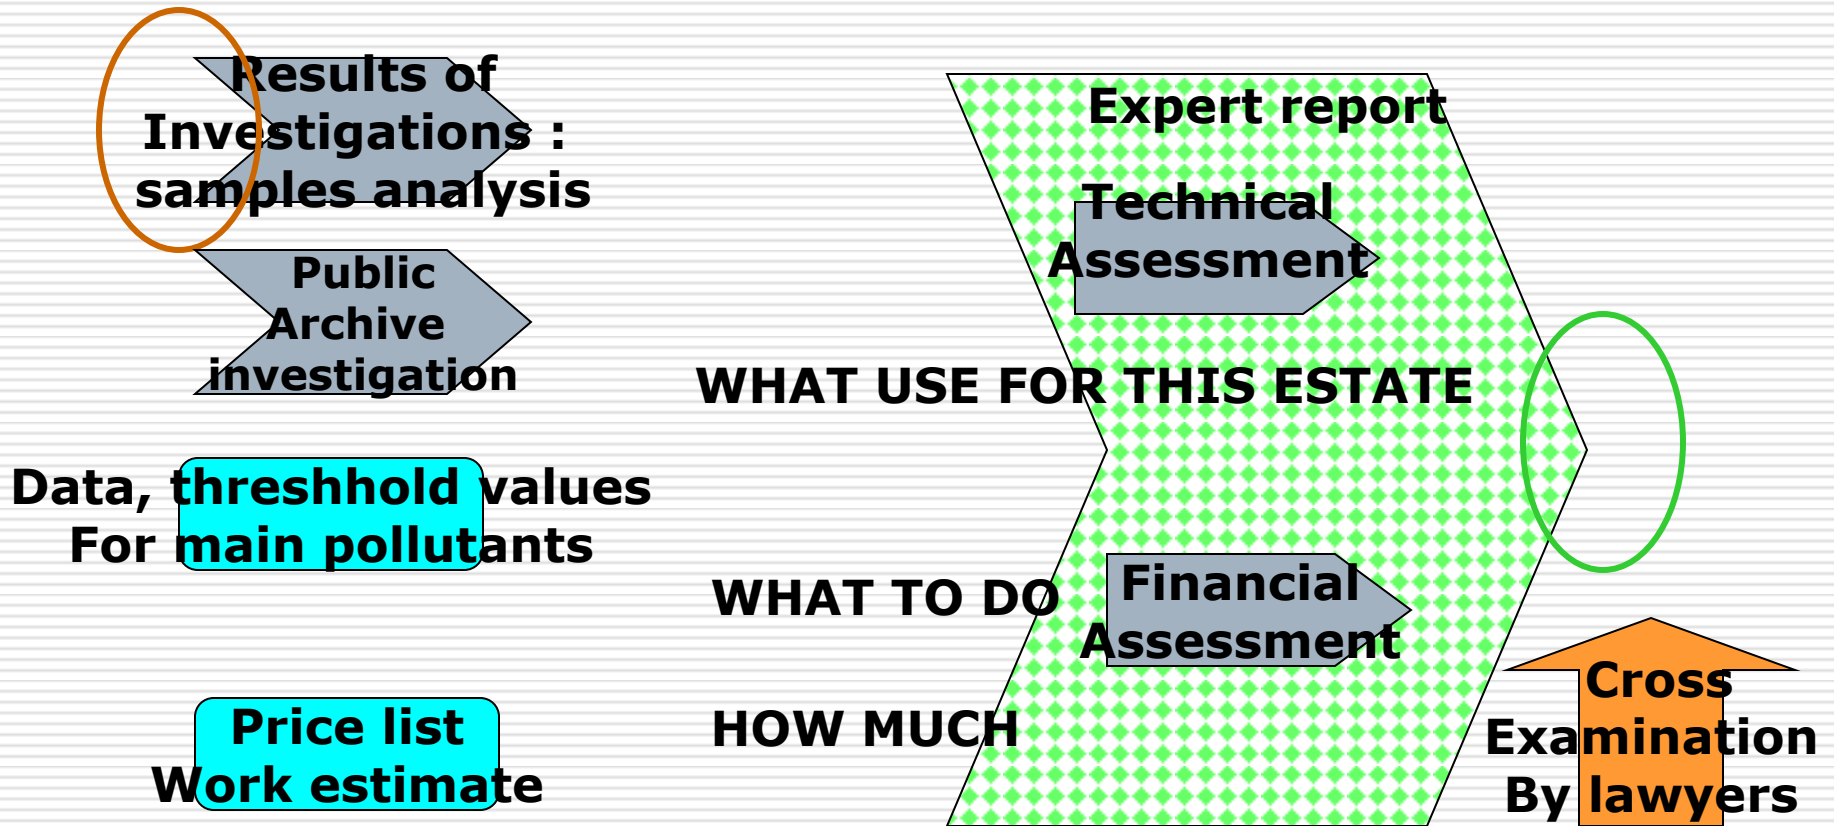 Results of
Investigations :
samples analysis
Public
Archive
investigation
Data, threshhold values
For main pollutants
Price list
Work estimate
WHAT USE FOR THIS ESTATE
WHAT TO DO
HOW MUCH
Expert report
Technical
Assessment
Financial
Assessment
Cross
Examination
By lawyers